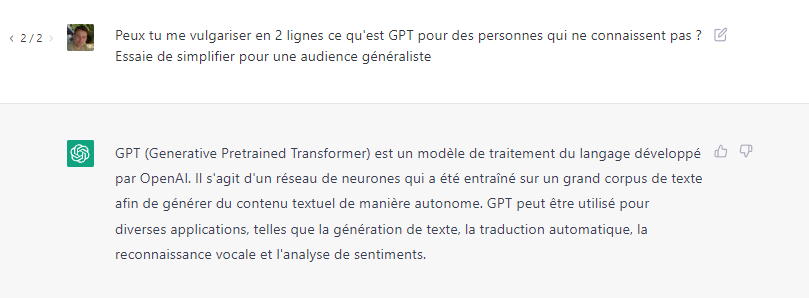 2 / 2
Peux tu me vulgariser en 2 lignes ce qu'est GPT pour des personnes qui ne connaissent pas ?
Essaie de simplifier pour une audience généraliste
GPT (Generative Pretrained Transformer) est un modèle de traitement du langage développé
par OpenAI. Il s'agit d'un réseau de neurones qui a été entraîné sur un grand corpus de texte
afin de générer du contenu textuel de manière autonome. GPT peut être utilisé pour
diverses applications, telles que la génération de texte, la traduction automatique, la
reconnaissance vocale et l'analyse de sentiments.